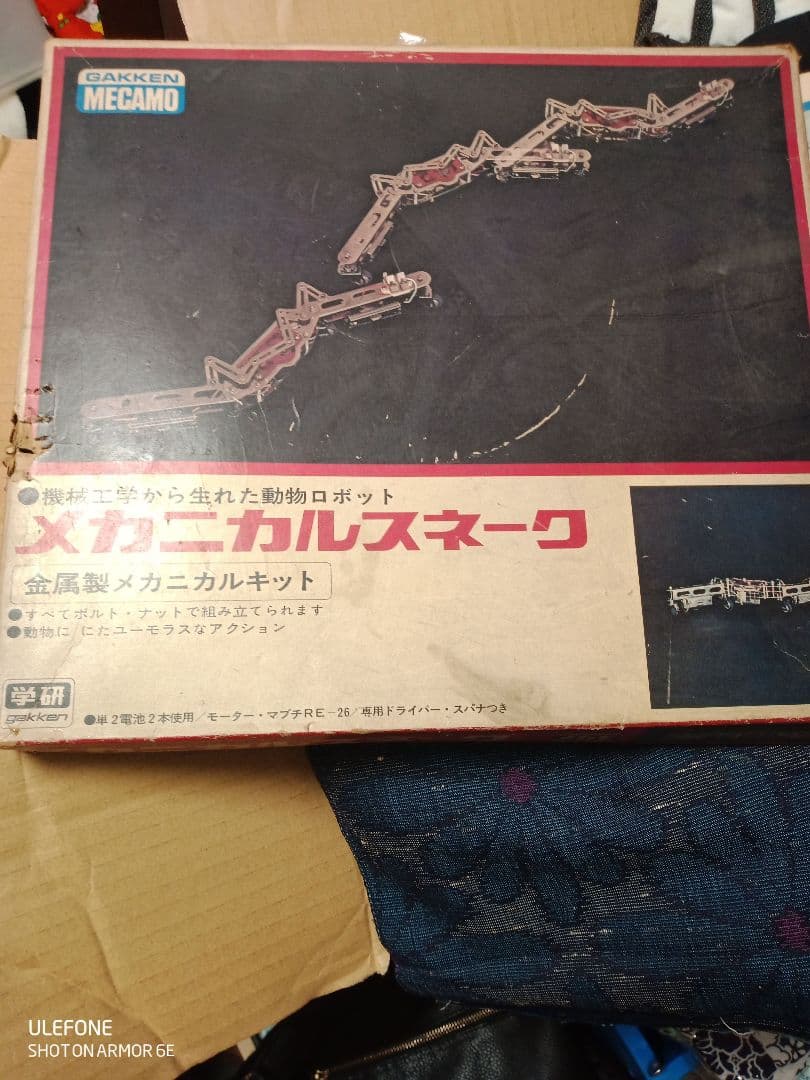 GAKKEN
MECAMO
●機械工学から生れた動物ロボット
メカニカルスネーク
金属製メカニカルキット
●すべてボルト・ナットで組み立てられます
●動物に にたユーモラスなアクション
学研
gakken
●単2電池2本使用/モーター・マブチRE-26/専用ドライバー・スパナつき
ULEFONE
SHOT ON ARMOR 6E